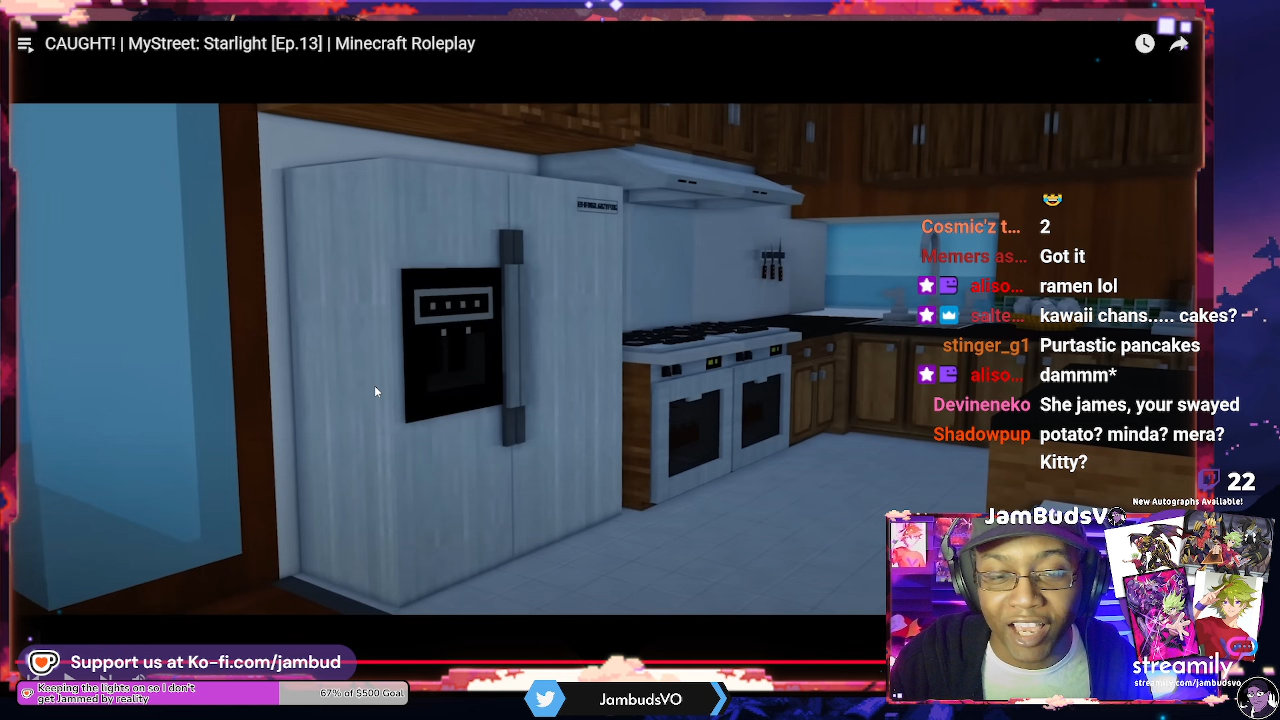 CAUGHT! | MyStreet: Starlight [Ep.13] | Minecraft Roleplay
Cosmic'z t... 2
Memers as... Got it
aliso... ramen lol
salte... kawaii chans..... cakes?
stinger_g1 Purtastic pancakes
aliso... dammm*
Devineneko She james, your swayed
Shadowpup potato? minda? mera?
Kitty?
22
New Autographs Available!
JamBudsV
streamily
streamily.com/jambudsvo
Support us at Ko-fi.com/jambud
Keeping the lights on so I don't
get Jammed by reality
67% of $500 Goal
JambudsVO